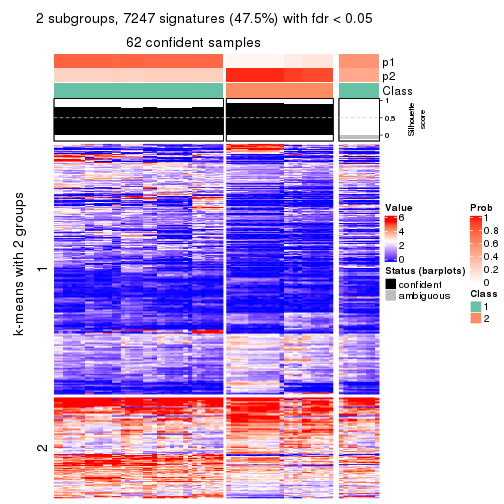 2 subgroups, 7247 signatures (47.5%) with fdr < 0.05
62 confident samples
p1
p2
Class
1
0.5
0
Silhouette
score
k-means with 2 groups
1
2
Value
6
4
2
0
Status (barplots)
confident
ambiguous
Prob
1
0.8
0.6
0.4
0.2
0
Class
1
2